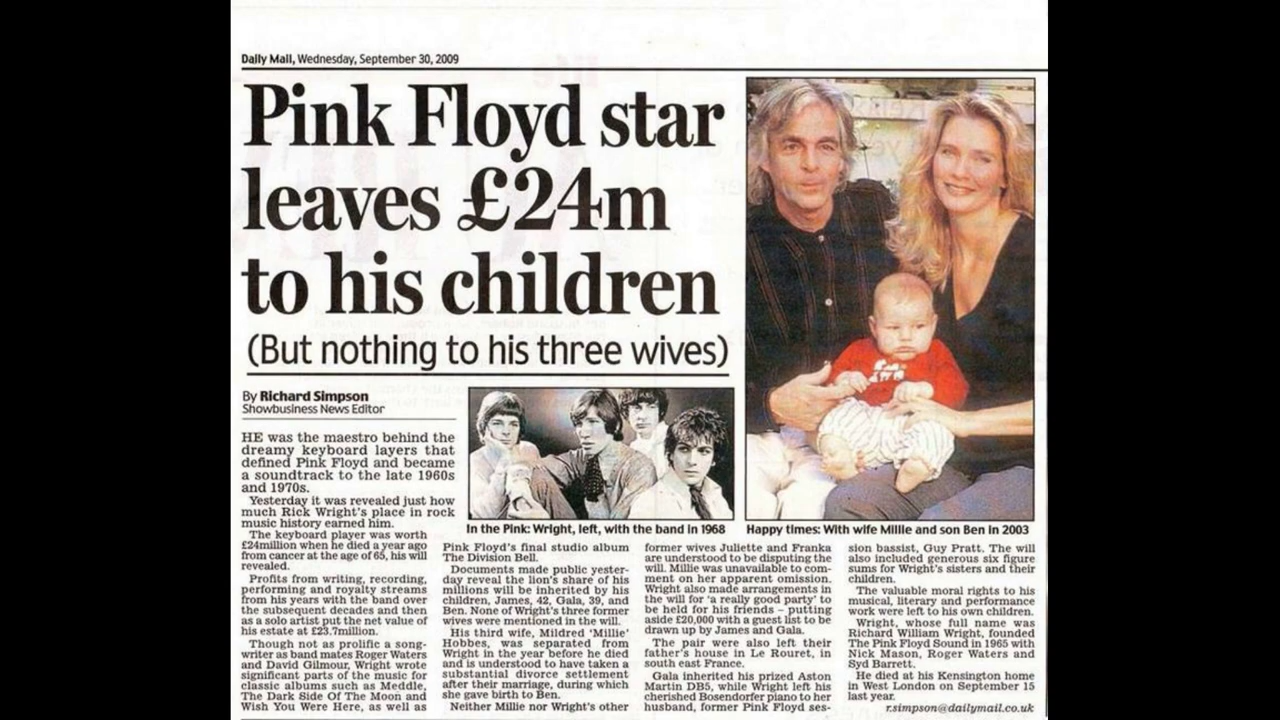 Daily Mail, Wednesday, September 30, 2009
Pink Floyd star
leaves £24m
to his children
(But nothing to his three wives)
By Richard Simpson
Showbusiness News Editor
HE was the maestro behind the
dreamy keyboard layers that
defined Pink Floyd and became
a soundtrack to the late 1960s
and 1970s.
Yesterday it was revealed just how
much Rick Wright's place in rock
music history earned him.
The keyboard player was worth
£24million when he died a year ago
from cancer at the age of 65, his will
revealed.
Profits from writing, recording,
performing and royalty streams
from his years with the band over
the subsequent decades and then
as a solo artist put the net value of
his estate at £23.7million.
Though not as prolific a song-
writer as band mates Roger Waters
and David Gilmour, Wright wrote
significant parts of the music for
classic albums such as Meddle,
The Dark Side Of The Moon and
Wish You Were Here, as well as
In the Pink: Wright, left, with the band in 1968
Pink Floyd's final studio album
The Division Bell.
Documents made public yester-
day reveal the lion's share of his
millions will be inherited by his
children, James, 42, Gala, 39, and
Ben. None of Wright's three former
wives were mentioned in the will.
His third wife, Mildred 'Millie'
Hobbes, was separated from
Wright in the year before he died
and is understood to have taken a
substantial divorce settlement
after their marriage, during which
she gave birth to Ben.
Neither Millie nor Wright's other
former wives Juliette and Franka
are understood to be disputing the
will. Millie was unavailable to com-
ment on her apparent omission.
Wright also made arrangements in
the will for 'a really good party' to
be held for his friends – putting
aside £20,000 with a guest list to be
drawn up by James and Gala.
The pair were also left their
father's house in Le Rouret, in
south east France.
Gala inherited his prized Aston
Martin DB5, while Wright left his
cherished Bosendorfer piano to her
husband, former Pink Floyd ses-
Happy times: With wife Millie and son Ben in 2003
sion bassist, Guy Pratt. The will
also included generous six figure
sums for Wright's sisters and their
children.
The valuable moral rights to his
musical, literary and performance
work were left to his own children.
Wright, whose full name was
Richard William Wright, founded
The Pink Floyd Sound in 1965 with
Nick Mason, Roger Waters and
Syd Barrett.
He died at his Kensington home
in West London on September 15
last year.
r.simpson@dailymail.co.uk